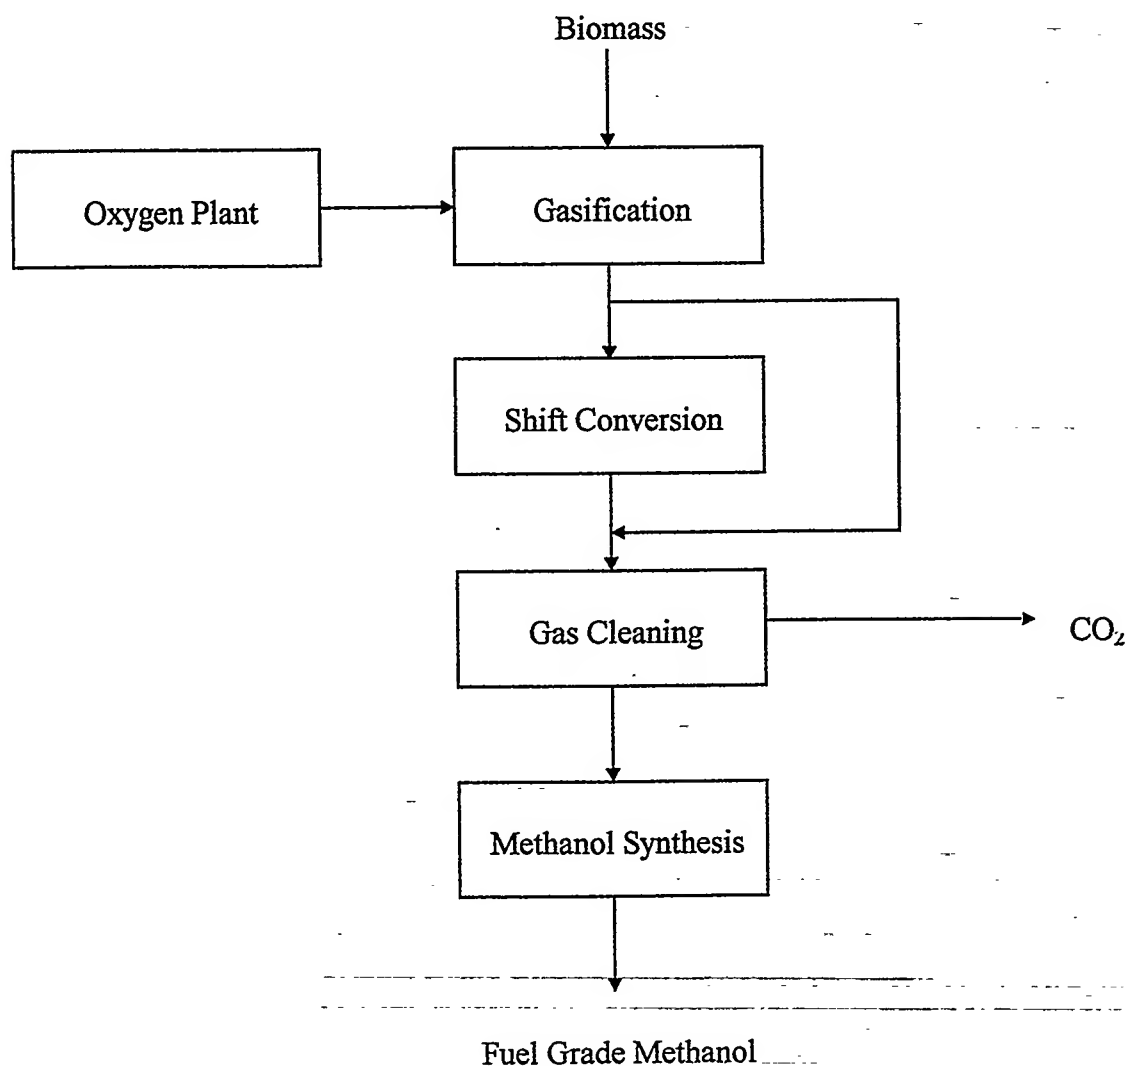 Biomass
Oxygen Plant
Gasification
Shift Conversion
Gas Cleaning
CO₂
Methanol Synthesis
Fuel Grade Methanol